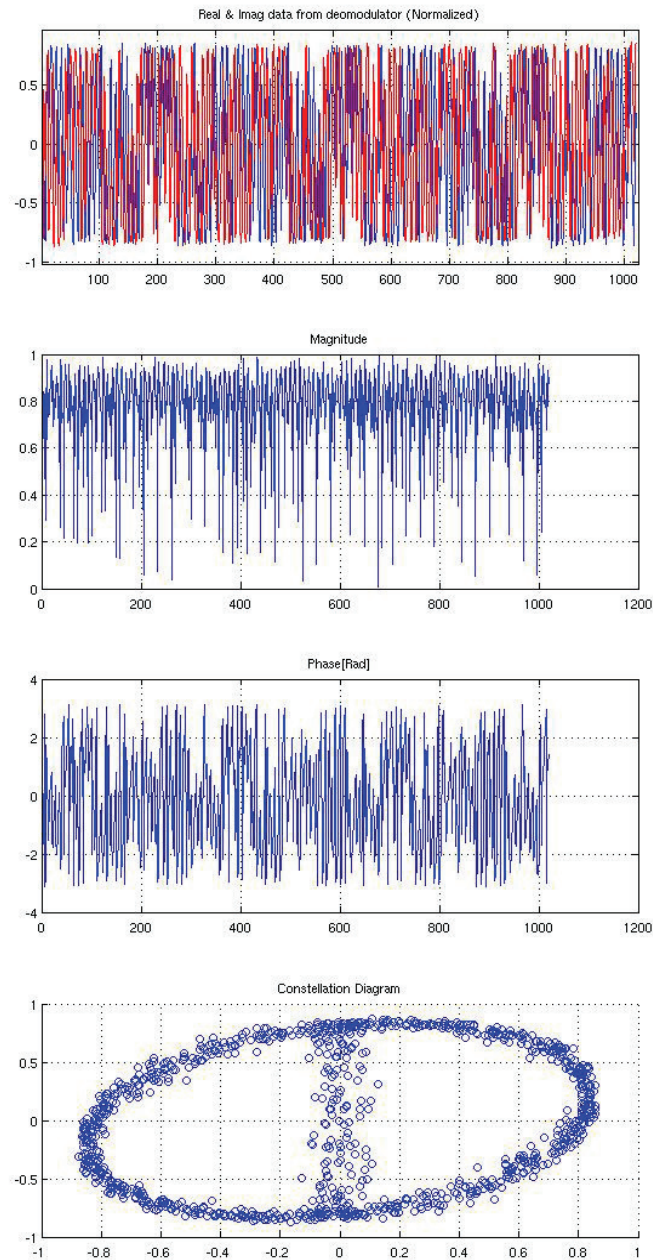 Real & Imag data from deomodulator (Normalized)
0.5
0
-0.5
-1
100 200 300 400 500 600 700 800 900 1000
Magnitude
1
0.8
0.6
0.4
0.2
0
0 200 400 600 800 1000 1200
Phase[Rad]
4
2
0
-2
-4
0 200 400 600 800 1000 1200
Constellation Diagram
1
0.5
0
-0.5
-1
-1 -0.8 -0.6 -0.4 -0.2 0 0.2 0.4 0.6 0.8 1